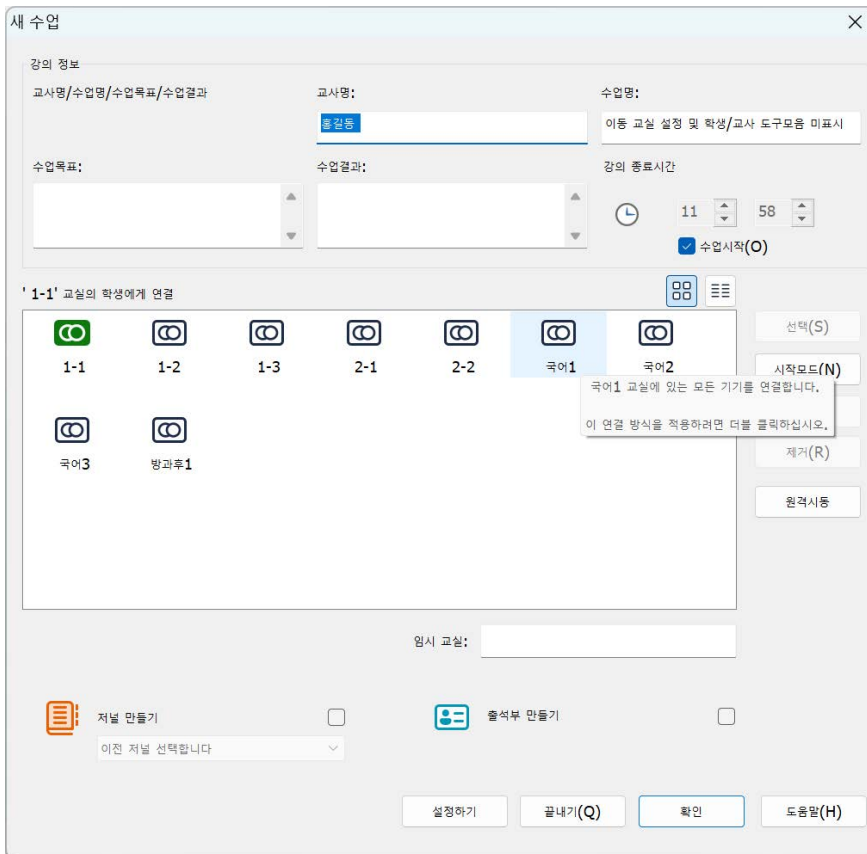 새 수업
강의 정보
교사명/수업명/수업목표/수업결과
교사명:
수업명:
홍길동
이동 교실 설정 및 학생/교사 도구모음 미표시
수업목표:
수업결과:
강의 종료시간
11
58
수업시작(O)
' 1-1' 교실의 학생에게 연결
1-1
1-2
1-3
2-1
2-2
국어1
국어2
선택(S)
시작모드(N)
국어1 교실에 있는 모든 기기를 연결합니다.
이 연결 방식을 적용하려면 더블 클릭하십시오.
국어3
방과후1
제거(R)
원격시동
임시 교실:
저널 만들기
출석부 만들기
이전 저널 선택합니다
설정하기
끝내기(Q)
확인
도움말(H)